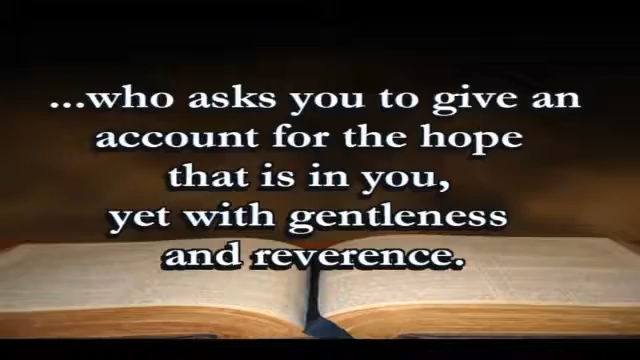 ...who asks you to give an
account for the hope
that is in you,
yet with gentleness
and reverence.